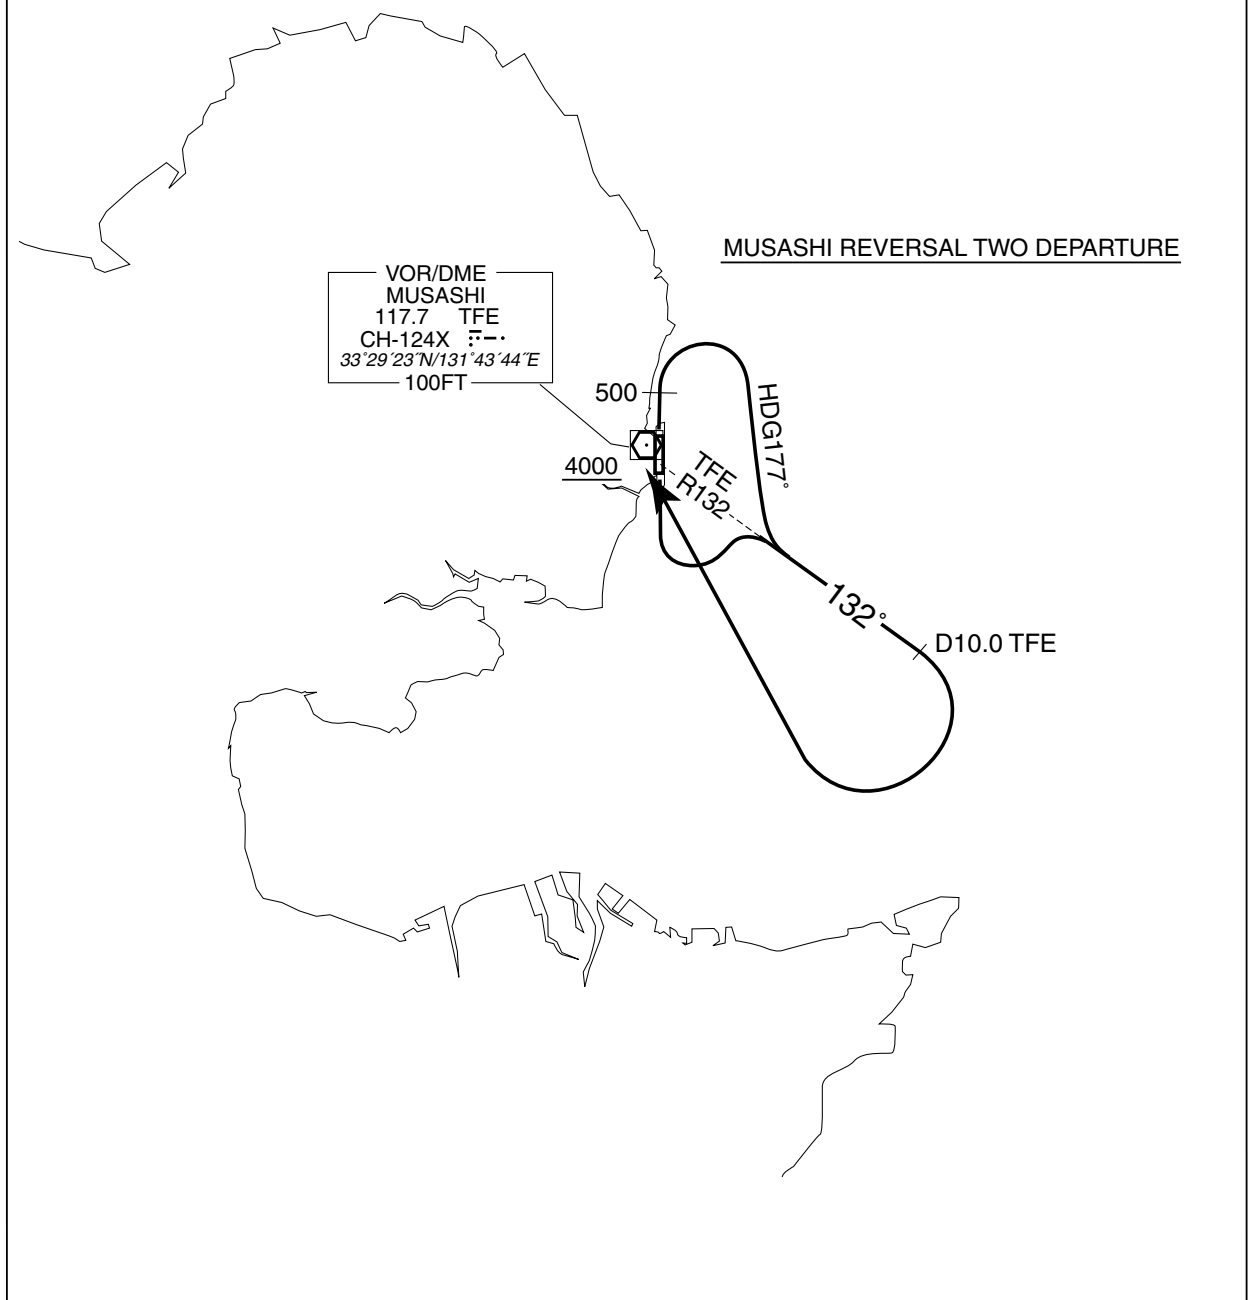 MUSASHI REVERSAL TWO DEPARTURE
VOR/DME
MUSASHI
117.7 TFE
CH-124X
33°29´23˝N/131°43´44˝E
100FT
500
HDG177°
4000
TFE
R132
132°
D10.0 TFE